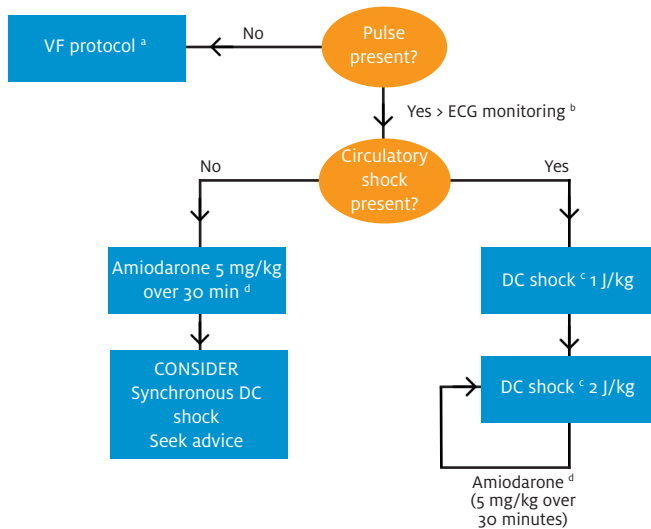 VF protocol ᵃ
No
Pulse
present?
Yes > ECG monitoring ᵇ
No
Circulatory
shock
present?
Yes
Amiodarone 5 mg/kg
over 30 min ᵈ
DC shock ᶜ 1 J/kg
CONSIDER
Synchronous DC
shock
Seek advice
DC shock ᶜ 2 J/kg
Amiodarone ᵈ
(5 mg/kg over
30 minutes)